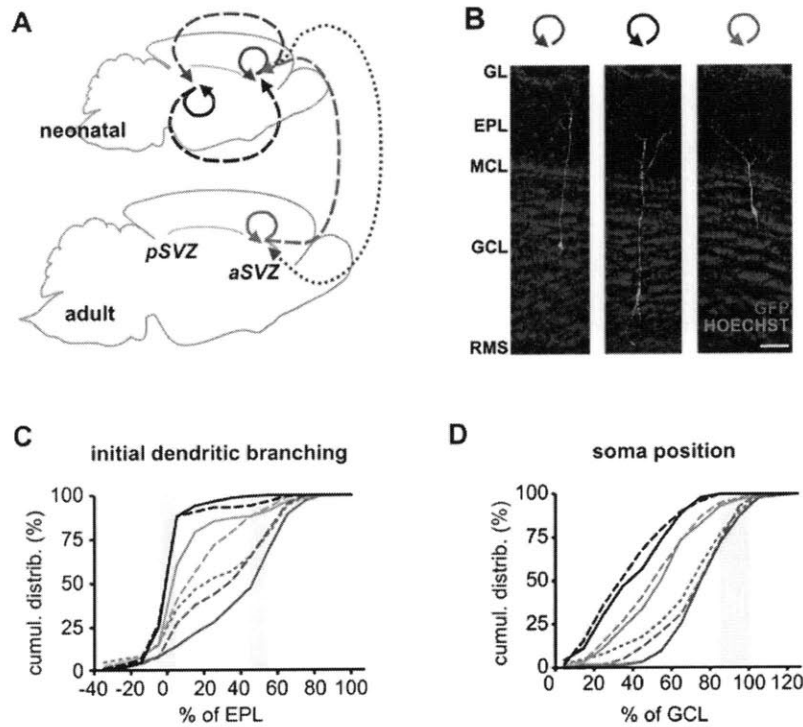 A
neonatal
pSVZ
aSVZ
adult
B
GL
EPL
MCL
GCL
RMS
GFP
HOECHST
C
initial dendritic branching
cumul. distrib. (%)
100
75
50
25
0
-40 -20 0 20 40 60 80 100
% of EPL
D
soma position
cumul. distrib. (%)
100
75
50
25
0
0 20 40 60 80 100
% of GCL